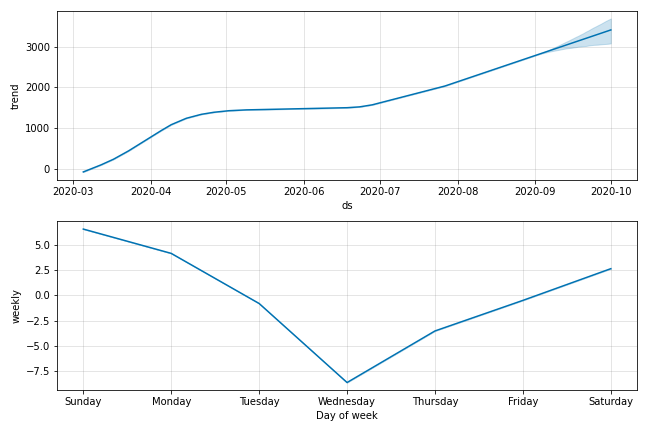 3000
2000
1000
0
trend
2020-03 2020-04 2020-05 2020-06 2020-07 2020-08 2020-09 2020-10
ds
5.0
2.5
0.0
−2.5
−5.0
−7.5
weekly
Sunday Monday Tuesday Wednesday Thursday Friday Saturday
Day of week